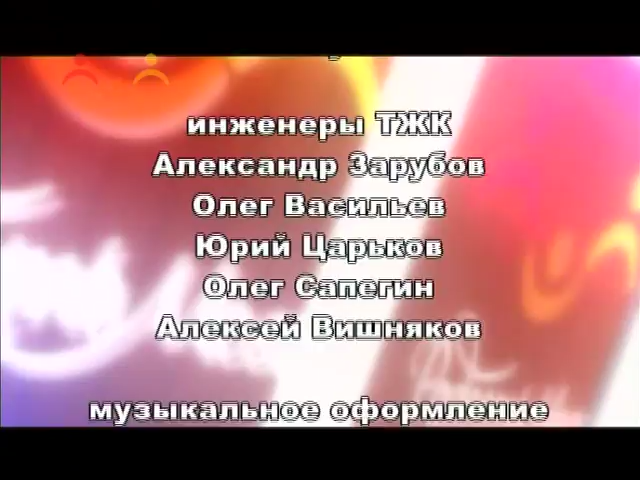 инженеры ТЖК
Александр Зарубов
Олег Васильев
Юрий Царьков
Олег Сапегин
Алексей Вишняков
музыкальное оформление